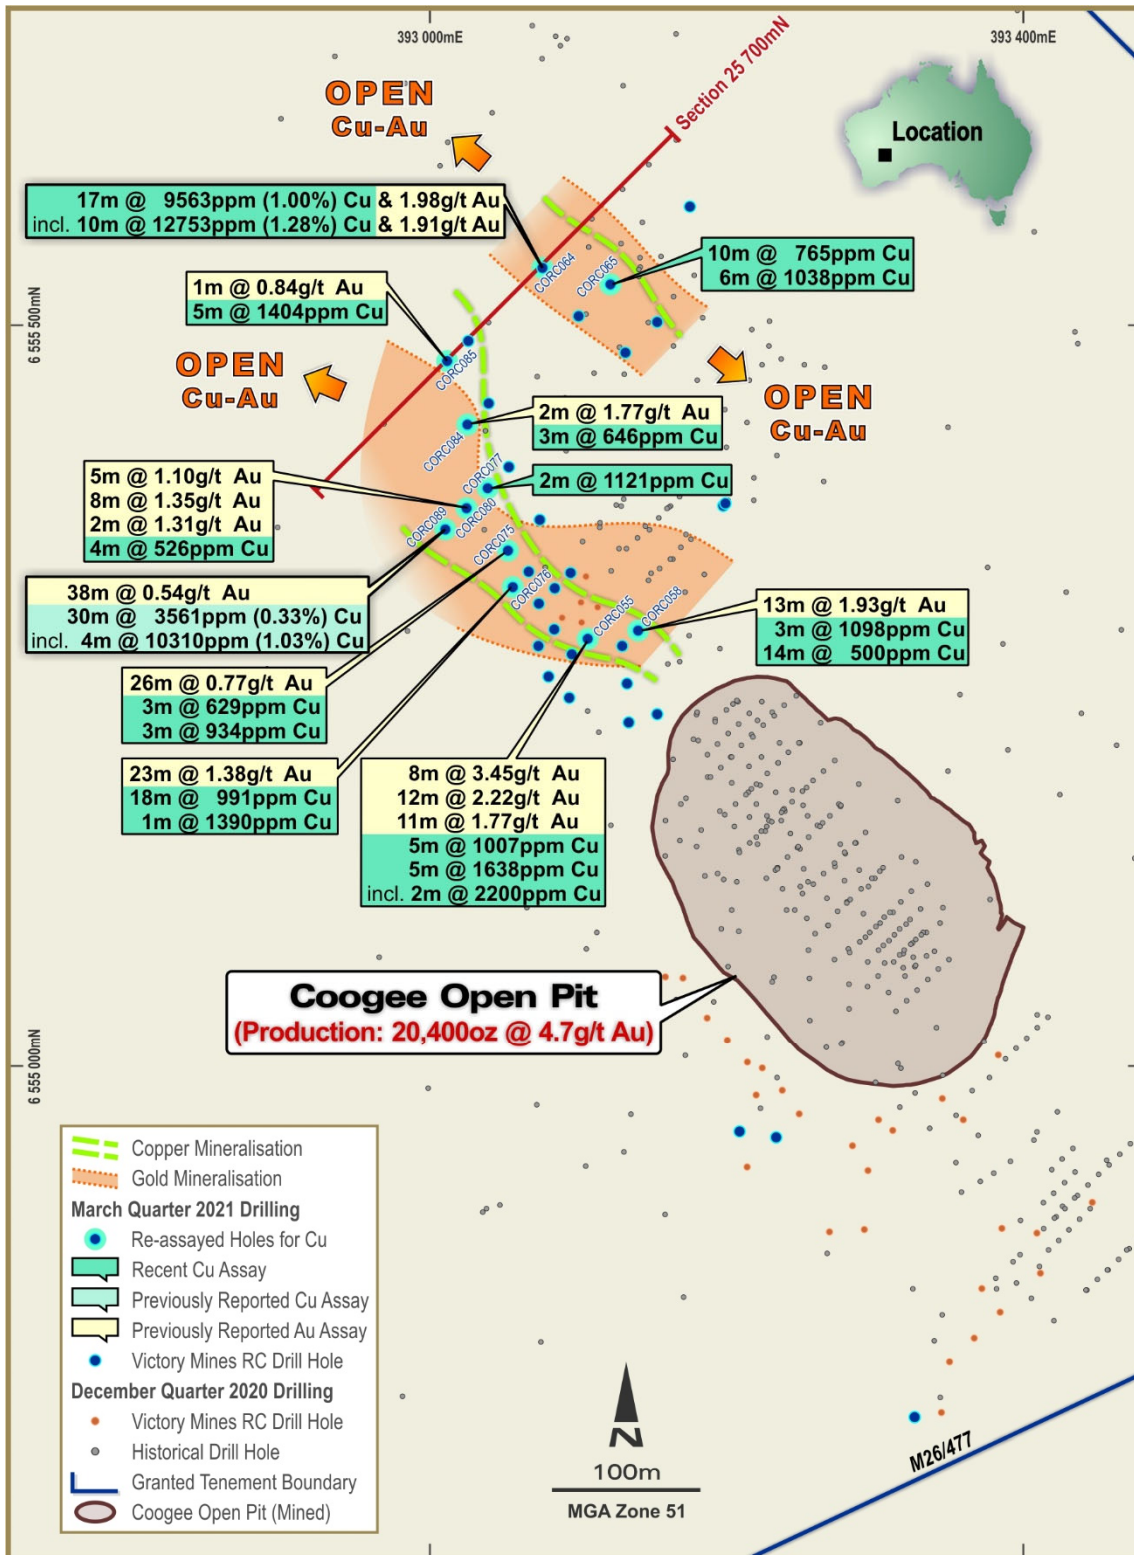 393 000mE
393 400mE
OPEN
Cu-Au
Section 25 700mN
Location
17m @ 9563ppm (1.00%) Cu & 1.98g/t Au
incl. 10m @ 12753ppm (1.28%) Cu & 1.91g/t Au
CORC064
CORC065
10m @ 765ppm Cu
6m @ 1038ppm Cu
1m @ 0.84g/t Au
5m @ 1404ppm Cu
6 555 500mN
CORC085
OPEN
Cu-Au
OPEN
Cu-Au
2m @ 1.77g/t Au
3m @ 646ppm Cu
CORC084
CORC077
2m @ 1121ppm Cu
5m @ 1.10g/t Au
8m @ 1.35g/t Au
2m @ 1.31g/t Au
4m @ 526ppm Cu
CORC089
CORC080
CORC075
CORC076
CORC055
CORC058
38m @ 0.54g/t Au
30m @ 3561ppm (0.33%) Cu
incl. 4m @ 10310ppm (1.03%) Cu
13m @ 1.93g/t Au
3m @ 1098ppm Cu
14m @ 500ppm Cu
26m @ 0.77g/t Au
3m @ 629ppm Cu
3m @ 934ppm Cu
23m @ 1.38g/t Au
18m @ 991ppm Cu
1m @ 1390ppm Cu
8m @ 3.45g/t Au
12m @ 2.22g/t Au
11m @ 1.77g/t Au
5m @ 1007ppm Cu
5m @ 1638ppm Cu
incl. 2m @ 2200ppm Cu
Coogee Open Pit
(Production: 20,400oz @ 4.7g/t Au)
6 555 000mN
Copper Mineralisation
Gold Mineralisation
March Quarter 2021 Drilling
Re-assayed Holes for Cu
Recent Cu Assay
Previously Reported Cu Assay
Previously Reported Au Assay
Victory Mines RC Drill Hole
December Quarter 2020 Drilling
Victory Mines RC Drill Hole
Historical Drill Hole
Granted Tenement Boundary
Coogee Open Pit (Mined)
N
100m
MGA Zone 51
M26/477